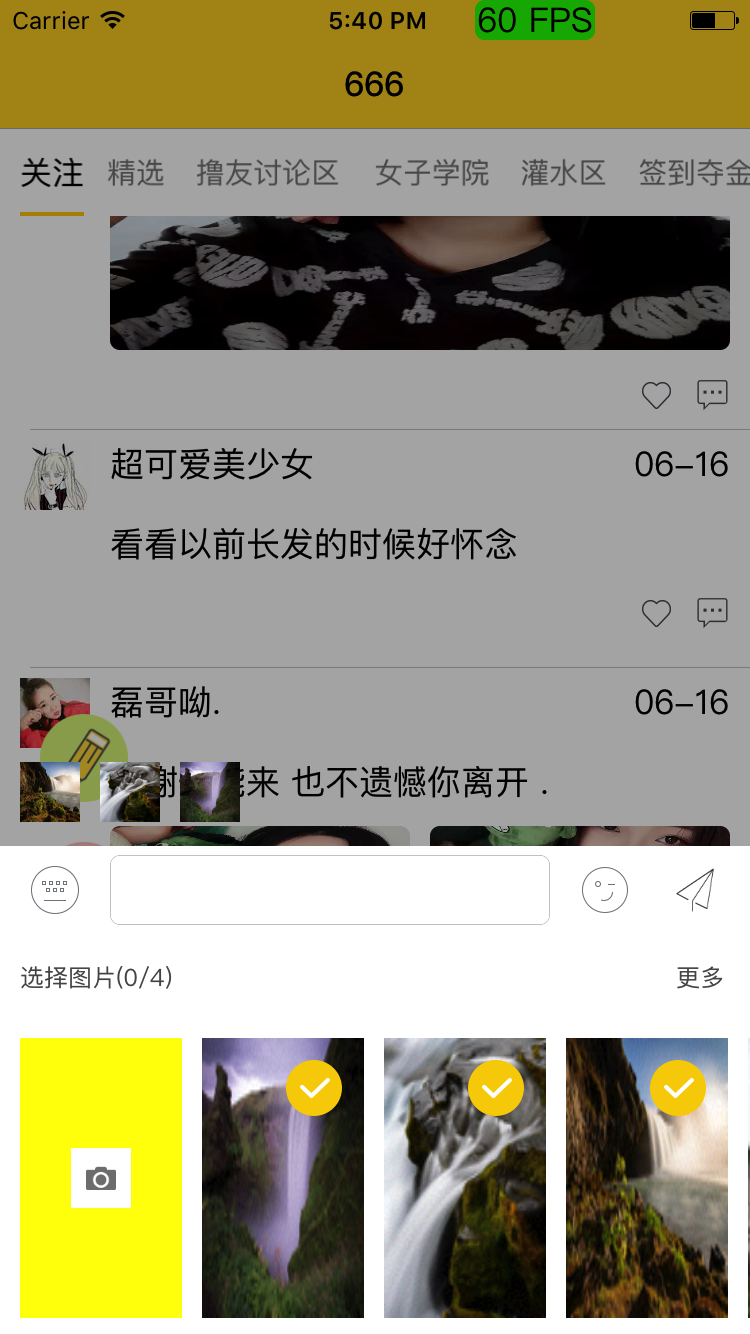 Carrier 5:40 PM 60 FPS
666
关注 精选 撸友讨论区 女子学院 灌水区 签到夺金
超可爱美少女 06-16
看看以前长发的时候好怀念
磊哥呦. 06-16
谢 能来 也不遗憾你离开 .
选择图片(0/4) 更多